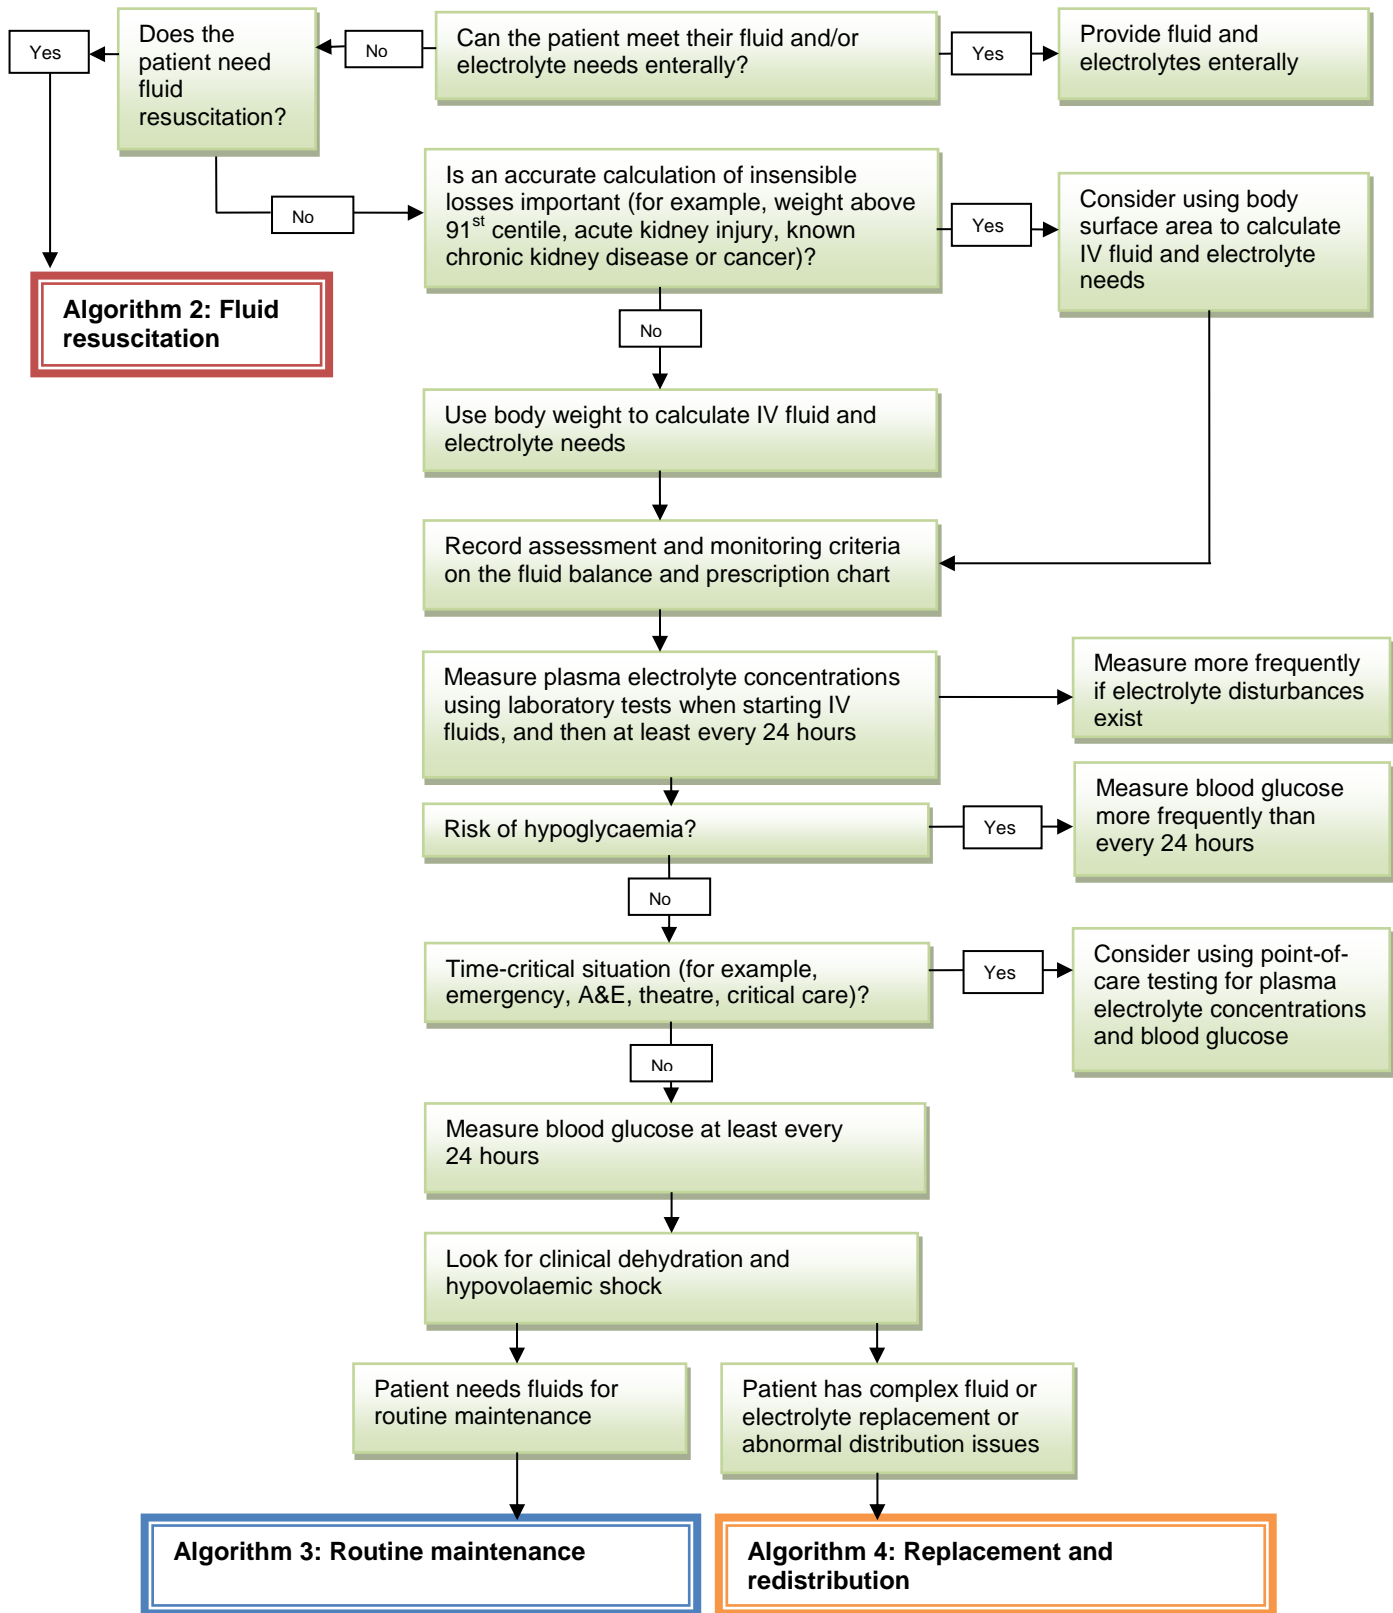 Can the patient meet their fluid and/or
electrolyte needs enterally?
Yes
Provide fluid and
electrolytes enterally
No
Does the
patient need
fluid
resuscitation?
Yes
Algorithm 2: Fluid
resuscitation
No
Is an accurate calculation of insensible
losses important (for example, weight above
91st centile, acute kidney injury, known
chronic kidney disease or cancer)?
Yes
Consider using body
surface area to calculate
IV fluid and electrolyte
needs
No
Use body weight to calculate IV fluid and
electrolyte needs
Record assessment and monitoring criteria
on the fluid balance and prescription chart
Measure plasma electrolyte concentrations
using laboratory tests when starting IV
fluids, and then at least every 24 hours
Measure more frequently
if electrolyte disturbances
exist
Risk of hypoglycaemia?
Yes
Measure blood glucose
more frequently than
every 24 hours
No
Time-critical situation (for example,
emergency, A&E, theatre, critical care)?
Yes
Consider using point-of-
care testing for plasma
electrolyte concentrations
and blood glucose
No
Measure blood glucose at least every
24 hours
Look for clinical dehydration and
hypovolaemic shock
Patient needs fluids for
routine maintenance
Patient has complex fluid or
electrolyte replacement or
abnormal distribution issues
Algorithm 3: Routine maintenance
Algorithm 4: Replacement and
redistribution